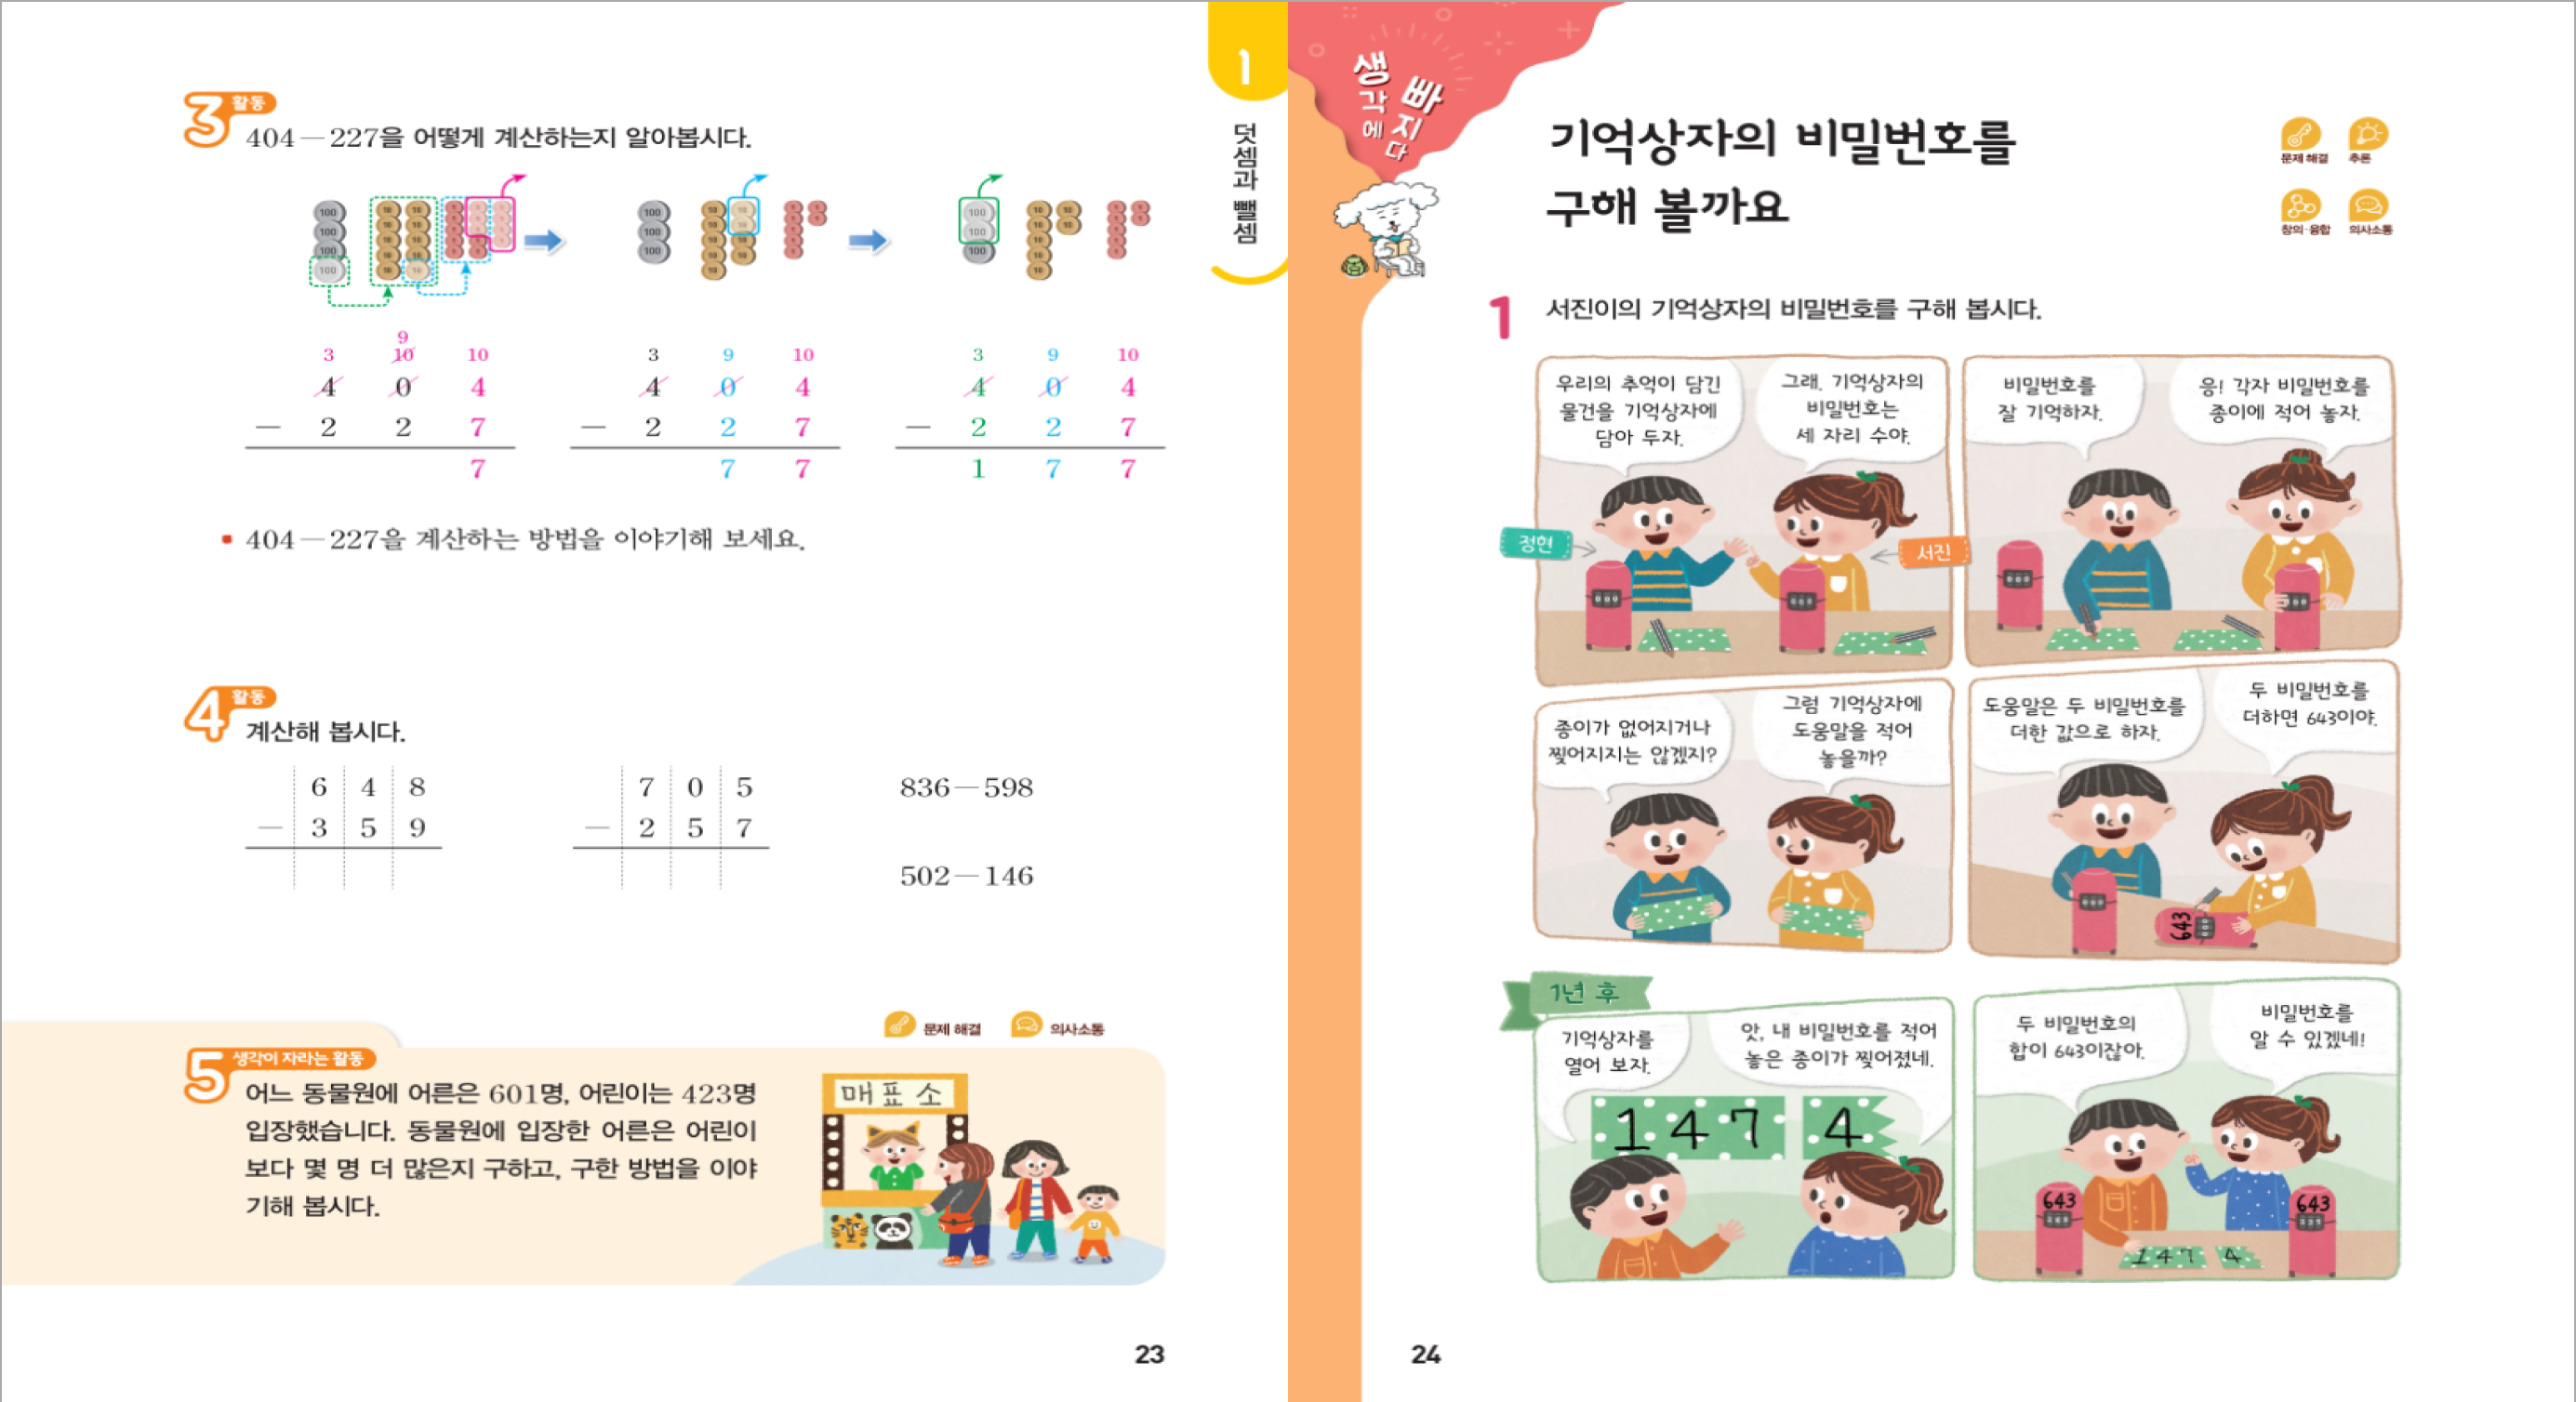 1
덧셈과 뺄셈
3 활동
404－227을 어떻게 계산하는지 알아봅시다.
9
3 10 10
4 0 4
－ 2 2 7
7
3 9 10
4 0 4
－ 2 2 7
7 7
3 9 10
4 0 4
－ 2 2 7
1 7 7
404－227을 계산하는 방법을 이야기해 보세요.
4 활동
계산해 봅시다.
6 4 8
－ 3 5 9
7 0 5
－ 2 5 7
836－598
502－146
문제 해결
의사소통
5 생각이 자라는 활동
어느 동물원에 어른은 601명, 어린이는 423명
입장했습니다. 동물원에 입장한 어른은 어린이
보다 몇 명 더 많은지 구하고, 구한 방법을 이야
기해 봅시다.
매표소
23
생각에
빠지다
기억상자의 비밀번호를
구해 볼까요
문제 해결
추론
창의·융합
의사소통
1 서진이의 기억상자의 비밀번호를 구해 봅시다.
우리의 추억이 담긴
물건을 기억상자에
담아 두자.
그래, 기억상자의
비밀번호는
세 자리 수야.
정현
서진
비밀번호를
잘 기억하자.
응! 각자 비밀번호를
종이에 적어 놓자.
종이가 없어지거나
찢어지지는 않겠지?
그럼 기억상자에
도움말을 적어
놓을까?
도움말은 두 비밀번호를
더한 값으로 하자.
두 비밀번호를
더하면 643이야.
643
1년 후
기억상자를
열어 보자.
앗, 내 비밀번호를 적어
놓은 종이가 찢어졌네.
1 4 7
4
두 비밀번호의
합이 643이잖아.
비밀번호를
알 수 있겠네!
643
643
1 4 7
4
24